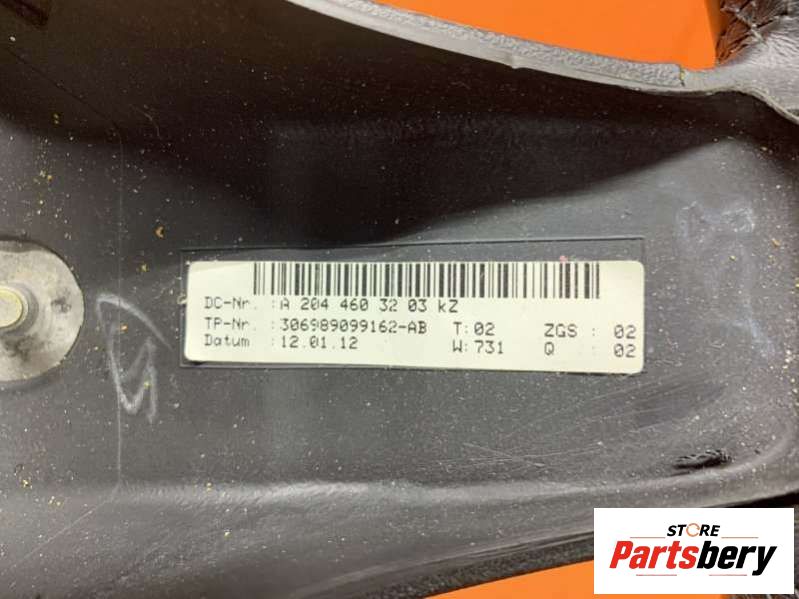 DC-Nr. :A 204 460 32 03 kZ
TP-Nr. :306989099162-AB T:02 ZGS : 02
Datum :12.01.12 W:731 Q : 02
STORE
Partsbery